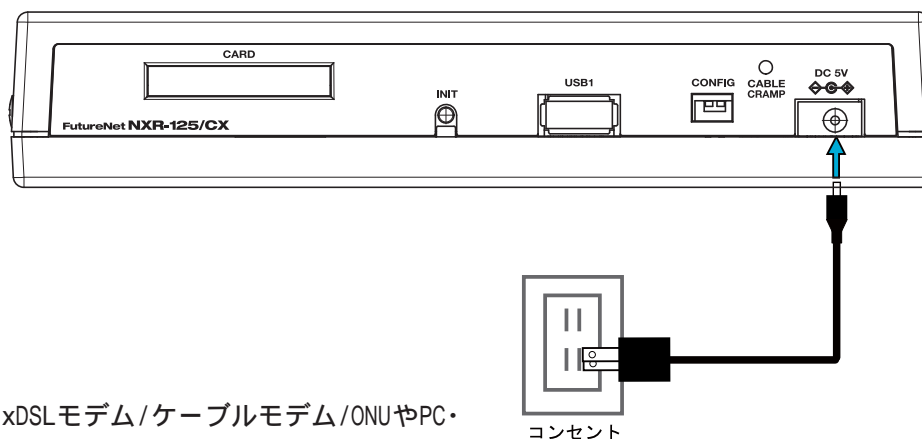 CARD
INIT
USB1
CONFIG
CABLE
CRAMP
DC 5V
FutureNet NXR-125/CX
xDSLモデム/ケーブルモデム/ONUやPC・
コンセント